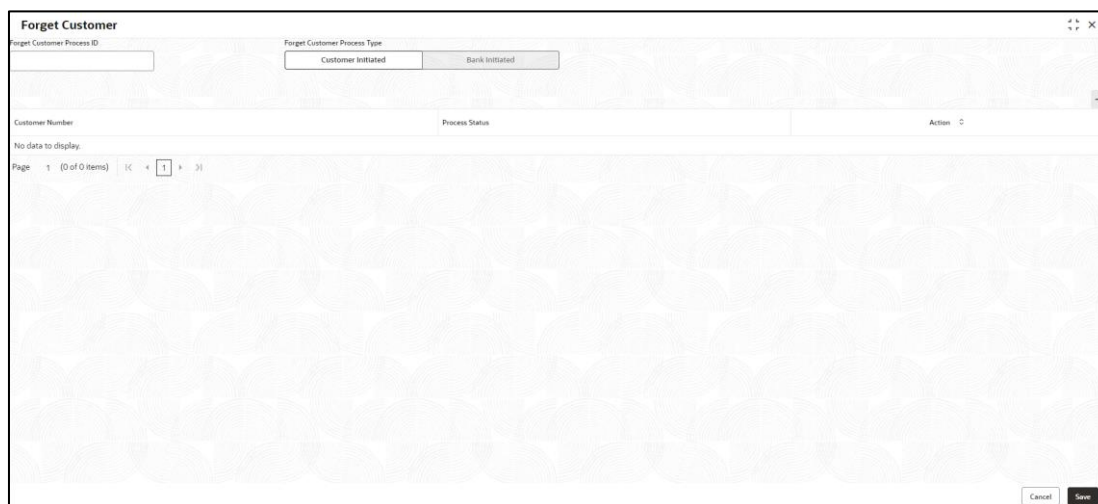 Forget Customer
Forget Customer Process ID
Forget Customer Process Type
Customer Initiated Bank Initiated
Customer Number Process Status Action
No data to display.
Page 1 (0 of 0 items) 1
Cancel Save